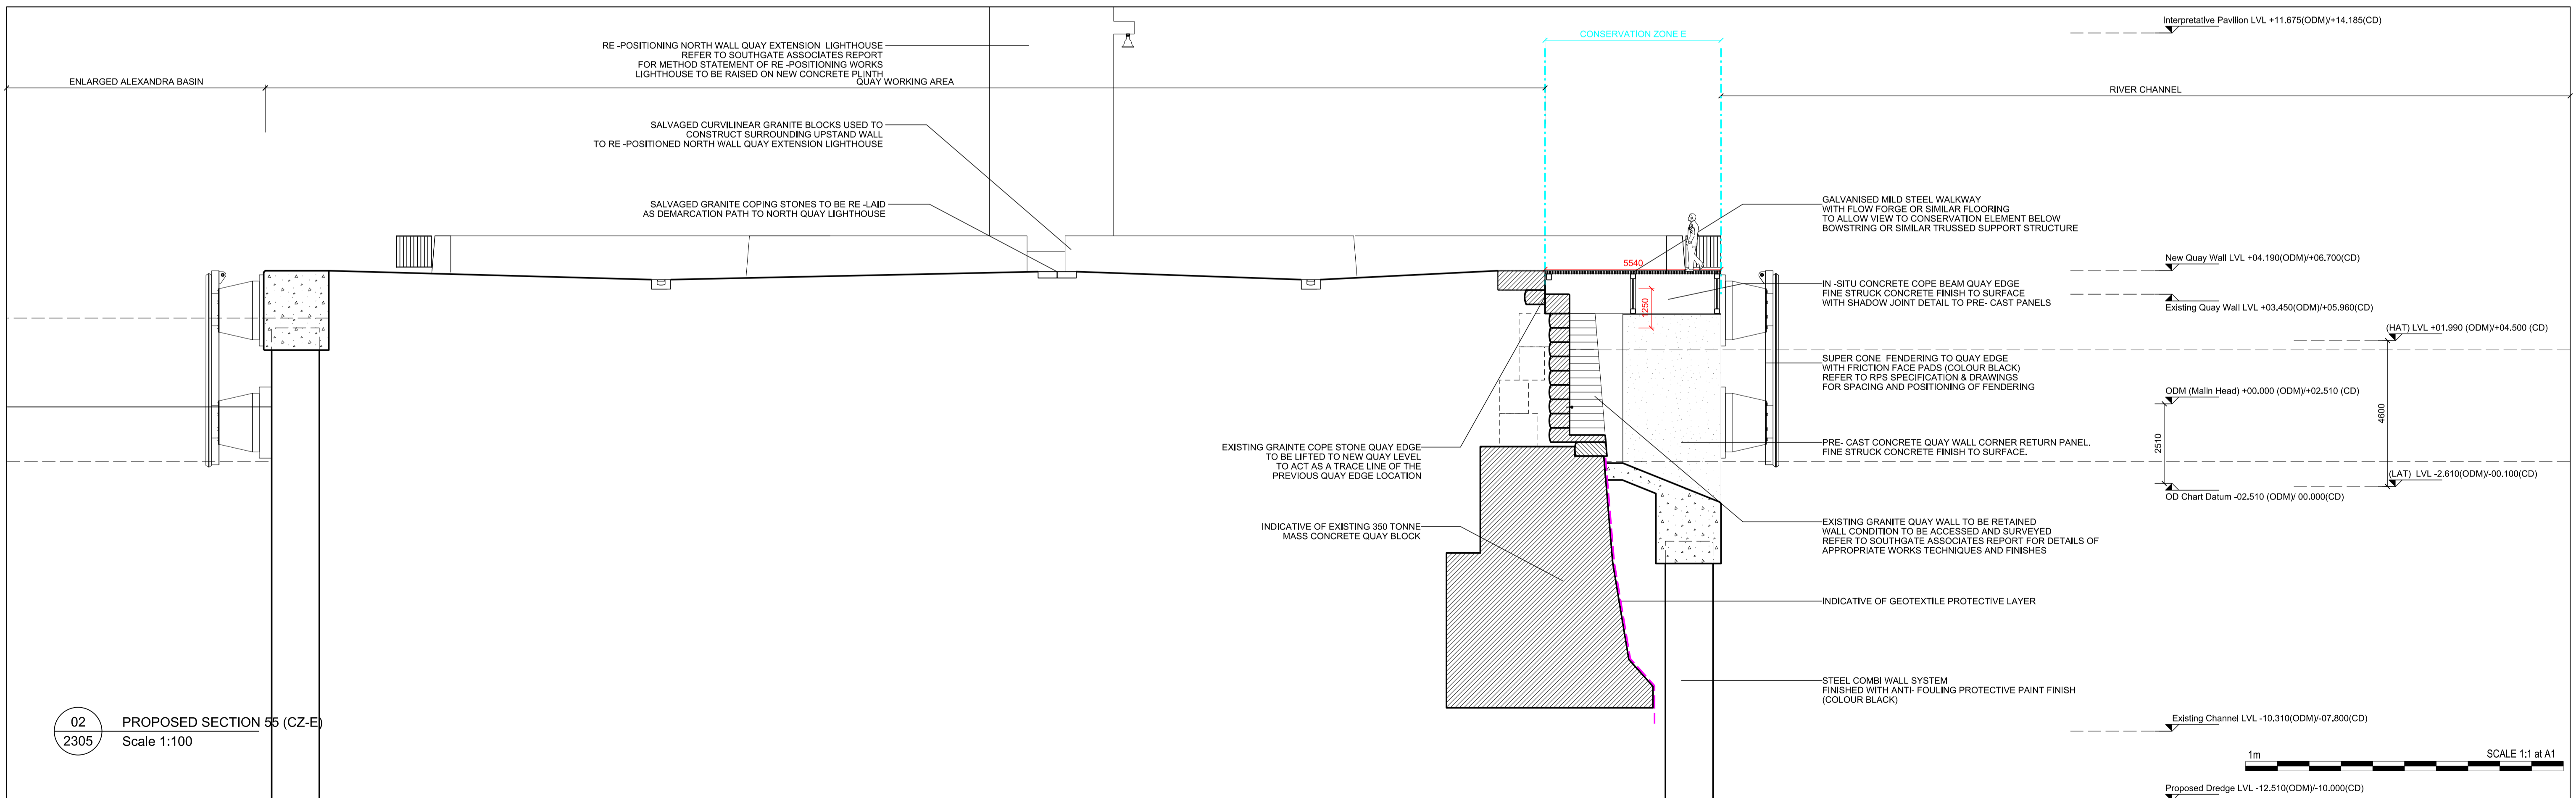 Interpretative Pavilion LVL +11.675(ODM)/+14.185(CD)
CONSERVATION ZONE E
RE -POSITIONING NORTH WALL QUAY EXTENSION LIGHTHOUSE
REFER TO SOUTHGATE ASSOCIATES REPORT
FOR METHOD STATEMENT OF RE -POSITIONING WORKS
LIGHTHOUSE TO BE RAISED ON NEW CONCRETE PLINTH
ENLARGED ALEXANDRA BASIN
QUAY WORKING AREA
RIVER CHANNEL
SALVAGED CURVILINEAR GRANITE BLOCKS USED TO
CONSTRUCT SURROUNDING UPSTAND WALL
TO RE -POSITIONED NORTH WALL QUAY EXTENSION LIGHTHOUSE
SALVAGED GRANITE COPING STONES TO BE RE -LAID
AS DEMARCATION PATH TO NORTH QUAY LIGHTHOUSE
GALVANISED MILD STEEL WALKWAY
WITH FLOW FORGE OR SIMILAR FLOORING
TO ALLOW VIEW TO CONSERVATION ELEMENT BELOW
BOWSTRING OR SIMILAR TRUSSED SUPPORT STRUCTURE
5540
New Quay Wall LVL +04.190(ODM)/+06.700(CD)
1250
IN -SITU CONCRETE COPE BEAM QUAY EDGE
FINE STRUCK CONCRETE FINISH TO SURFACE
WITH SHADOW JOINT DETAIL TO PRE- CAST PANELS
Existing Quay Wall LVL +03.450(ODM)/+05.960(CD)
(HAT) LVL +01.990 (ODM)/+04.500 (CD)
SUPER CONE FENDERING TO QUAY EDGE
WITH FRICTION FACE PADS (COLOUR BLACK)
REFER TO RPS SPECIFICATION & DRAWINGS
FOR SPACING AND POSITIONING OF FENDERING
ODM (Malin Head) +00.000 (ODM)/+02.510 (CD)
4600
2510
EXISTING GRAINTE COPE STONE QUAY EDGE
TO BE LIFTED TO NEW QUAY LEVEL
TO ACT AS A TRACE LINE OF THE
PREVIOUS QUAY EDGE LOCATION
PRE- CAST CONCRETE QUAY WALL CORNER RETURN PANEL.
FINE STRUCK CONCRETE FINISH TO SURFACE.
(LAT) LVL -2.610(ODM)/-00.100(CD)
OD Chart Datum -02.510 (ODM)/ 00.000(CD)
INDICATIVE OF EXISTING 350 TONNE
MASS CONCRETE QUAY BLOCK
EXISTING GRANITE QUAY WALL TO BE RETAINED
WALL CONDITION TO BE ACCESSED AND SURVEYED
REFER TO SOUTHGATE ASSOCIATES REPORT FOR DETAILS OF
APPROPRIATE WORKS TECHNIQUES AND FINISHES
INDICATIVE OF GEOTEXTILE PROTECTIVE LAYER
STEEL COMBI WALL SYSTEM
FINISHED WITH ANTI- FOULING PROTECTIVE PAINT FINISH
(COLOUR BLACK)
02
2305
PROPOSED SECTION 55 (CZ-E)
Scale 1:100
Existing Channel LVL -10.310(ODM)/-07.800(CD)
1m
SCALE 1:1 at A1
Proposed Dredge LVL -12.510(ODM)/-10.000(CD)